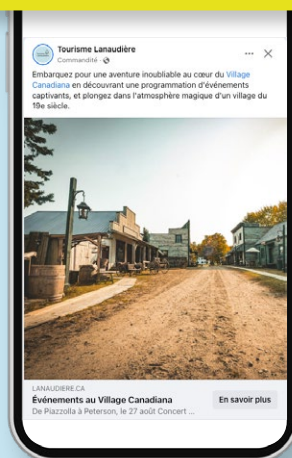 Tourisme Lanaudière
Commandité ·
Embarquez pour une aventure inoubliable au cœur du Village
Canadiana en découvrant une programmation d'événements
captivants, et plongez dans l'atmosphère magique d'un village du
19e siècle.
LANAUDIERE.CA
Événements au Village Canadiana
En savoir plus
De Piazzolla à Peterson, le 27 août Concert ...